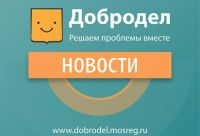 Добродел
Решаем проблемы вместе
НОВОСТИ
www.dobrodel.mosreg.ru